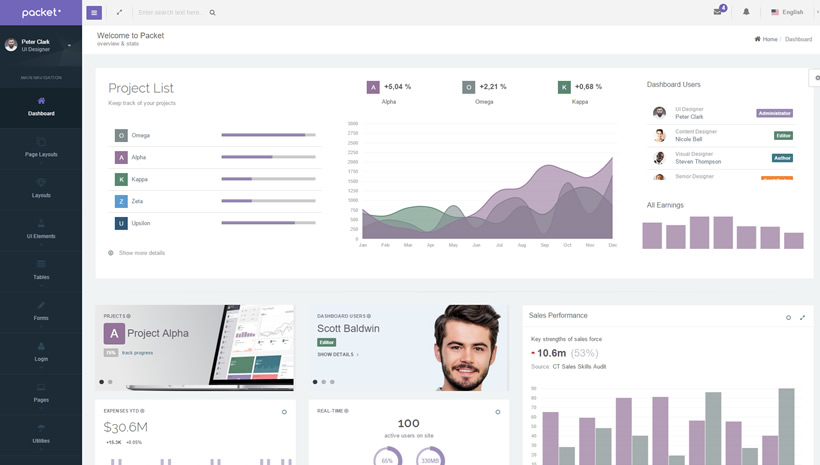 packet
Enter search text here...
4
English
Peter Clark
UI Designer
Welcome to Packet
overview & stats
Home / Dashboard
MAIN NAVIGATION
Dashboard
Page Layouts
Layouts
UI Elements
Tables
Forms
Login
Pages
Utilities
Project List
Keep track of your projects
O Omega
A Alpha
K Kappa
Z Zeta
U Upsilon
Show more details
A +5,04 %
Alpha
O +2,21 %
Omega
K +0,68 %
Kappa
3000
2750
2500
2250
2000
1750
1500
1250
1000
750
500
250
0
Jan Feb Mar Apr May Jun Jul Aug Sep Oct Nov Dec
Dashboard Users
UI Designer
Peter Clark
Administrator
Content Designer
Nicole Bell
Editor
Visual Designer
Steven Thompson
Author
Senior Designer
All Earnings
PROJECTS
A Project Alpha
70% track progress
DASHBOARD USERS
Scott Baldwin
Editor
SHOW DETAILS
Sales Performance
Key strengths of sales force
10.6m (53%)
Source: CT Sales Skills Audit
90
80
70
60
50
40
30
20
EXPENSES YTD
$30.6M
+15.5K +0.05%
REAL-TIME
100
active users on site
66% 330MB